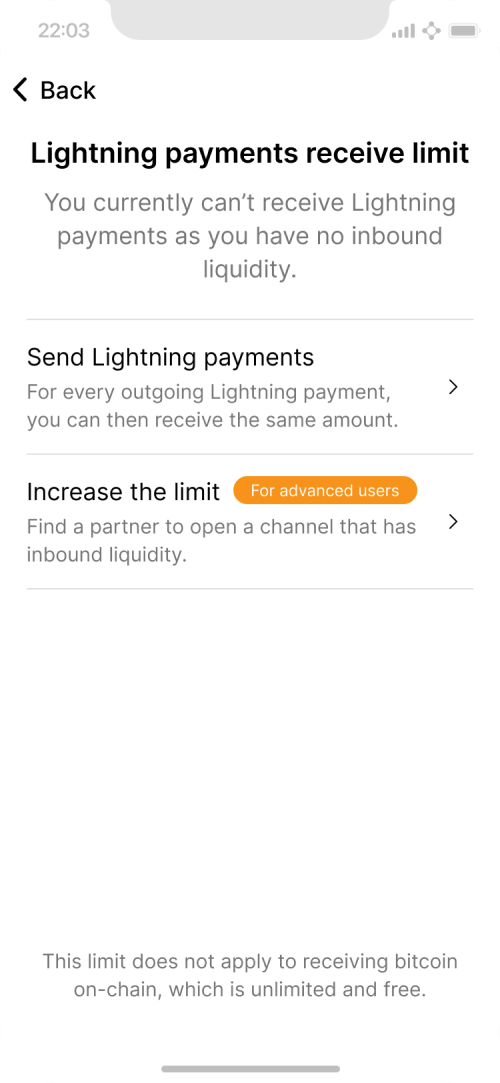 22:03
Back
Lightning payments receive limit
You currently can’t receive Lightning
payments as you have no inbound
liquidity.
Send Lightning payments
For every outgoing Lightning payment,
you can then receive the same amount.
Increase the limit For advanced users
Find a partner to open a channel that has
inbound liquidity.
This limit does not apply to receiving bitcoin
on-chain, which is unlimited and free.